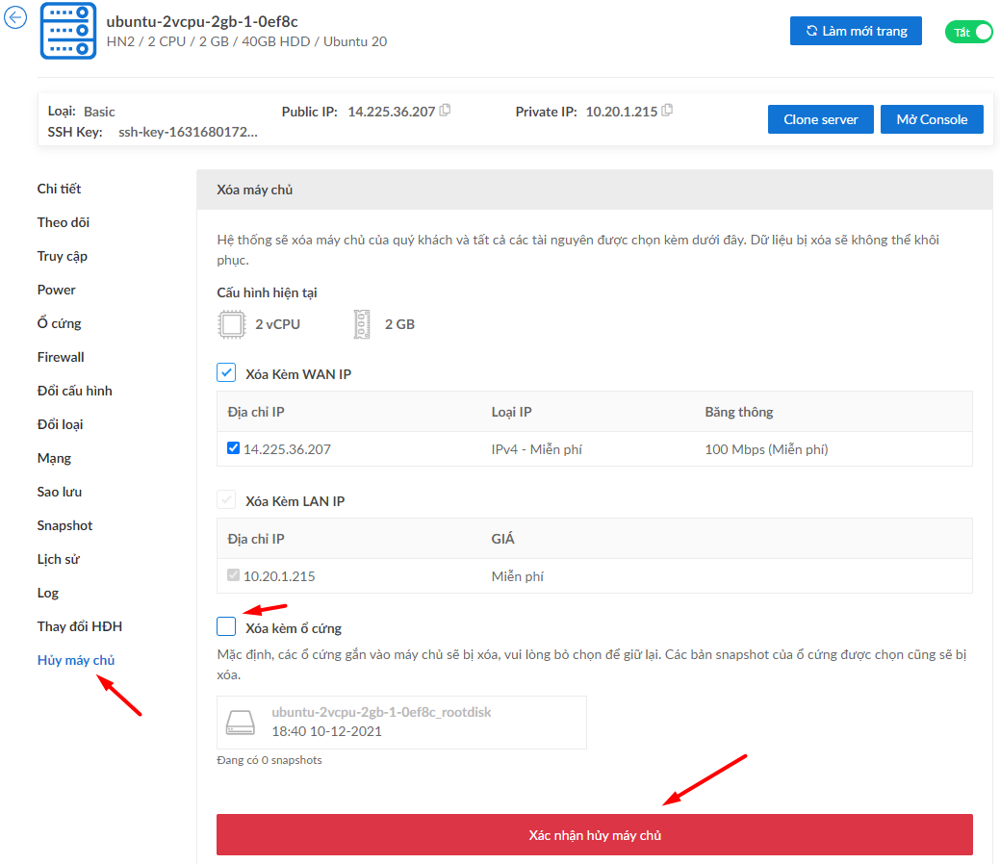 ubuntu-2vcpu-2gb-1-0ef8c
HN2 / 2 CPU / 2 GB / 40GB HDD / Ubuntu 20
Làm mới trang
Tắt
Loại: Basic
Public IP: 14.225.36.207
Private IP: 10.20.1.215
SSH Key: ssh-key-1631680172...
Clone server
Mở Console
Chi tiết
Theo dõi
Truy cập
Power
Ổ cứng
Firewall
Đổi cấu hình
Đổi loại
Mạng
Sao lưu
Snapshot
Lịch sử
Log
Thay đổi HĐH
Hủy máy chủ
Xóa máy chủ
Hệ thống sẽ xóa máy chủ của quý khách và tất cả các tài nguyên được chọn kèm dưới đây. Dữ liệu bị xóa sẽ không thể khôi
phục.
Cấu hình hiện tại
2 vCPU
2 GB
Xóa Kèm WAN IP
Địa chỉ IP Loại IP Băng thông
14.225.36.207 IPv4 - Miễn phí 100 Mbps (Miễn phí)
Xóa Kèm LAN IP
Địa chỉ IP GIÁ
10.20.1.215 Miễn phí
Xóa kèm ổ cứng
Mặc định, các ổ cứng gắn vào máy chủ sẽ bị xóa, vui lòng bỏ chọn để giữ lại. Các bản snapshot của ổ cứng được chọn cũng sẽ bị
xóa.
ubuntu-2vcpu-2gb-1-0ef8c_rootdisk
18:40 10-12-2021
Đang có 0 snapshots
Xác nhận hủy máy chủ